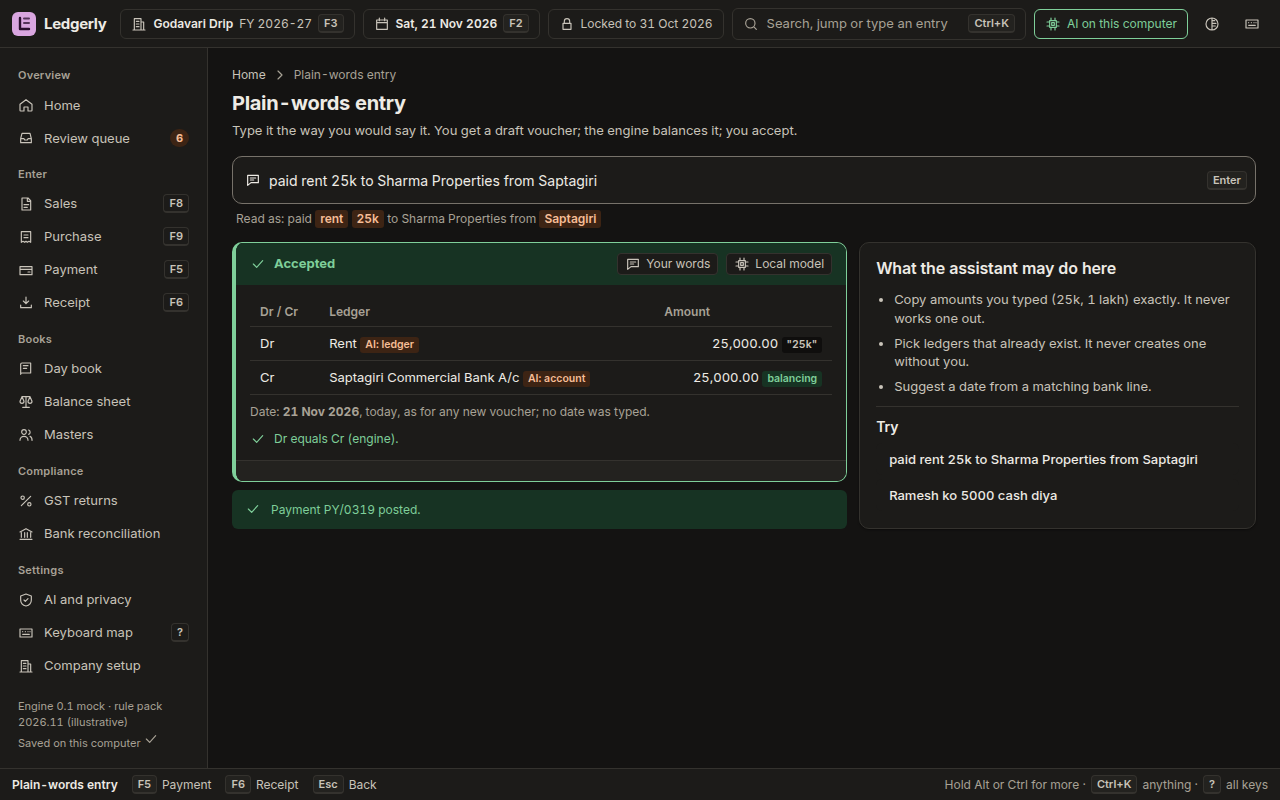 Ledgerly
Godavari Drip FY 2026-27 F3
Sat, 21 Nov 2026 F2
Locked to 31 Oct 2026
Search, jump or type an entry Ctrl+K
AI on this computer
Overview
Home
Review queue 6
Enter
Sales F8
Purchase F9
Payment F5
Receipt F6
Books
Day book
Balance sheet
Masters
Compliance
GST returns
Bank reconciliation
Settings
AI and privacy
Keyboard map ?
Company setup
Engine 0.1 mock · rule pack
2026.11 (illustrative)
Saved on this computer
Home > Plain-words entry
Plain-words entry
Type it the way you would say it. You get a draft voucher; the engine balances it; you accept.
paid rent 25k to Sharma Properties from Saptagiri Enter
Read as: paid rent 25k to Sharma Properties from Saptagiri
Accepted Your words Local model
Dr / Cr Ledger Amount
Dr Rent AI: ledger 25,000.00 "25k"
Cr Saptagiri Commercial Bank A/c AI: account 25,000.00 balancing
Date: 21 Nov 2026, today, as for any new voucher; no date was typed.
Dr equals Cr (engine).
Payment PY/0319 posted.
What the assistant may do here
• Copy amounts you typed (25k, 1 lakh) exactly. It never
works one out.
• Pick ledgers that already exist. It never creates one
without you.
• Suggest a date from a matching bank line.
Try
paid rent 25k to Sharma Properties from Saptagiri
Ramesh ko 5000 cash diya
Plain-words entry F5 Payment F6 Receipt Esc Back
Hold Alt or Ctrl for more · Ctrl+K anything · ? all keys